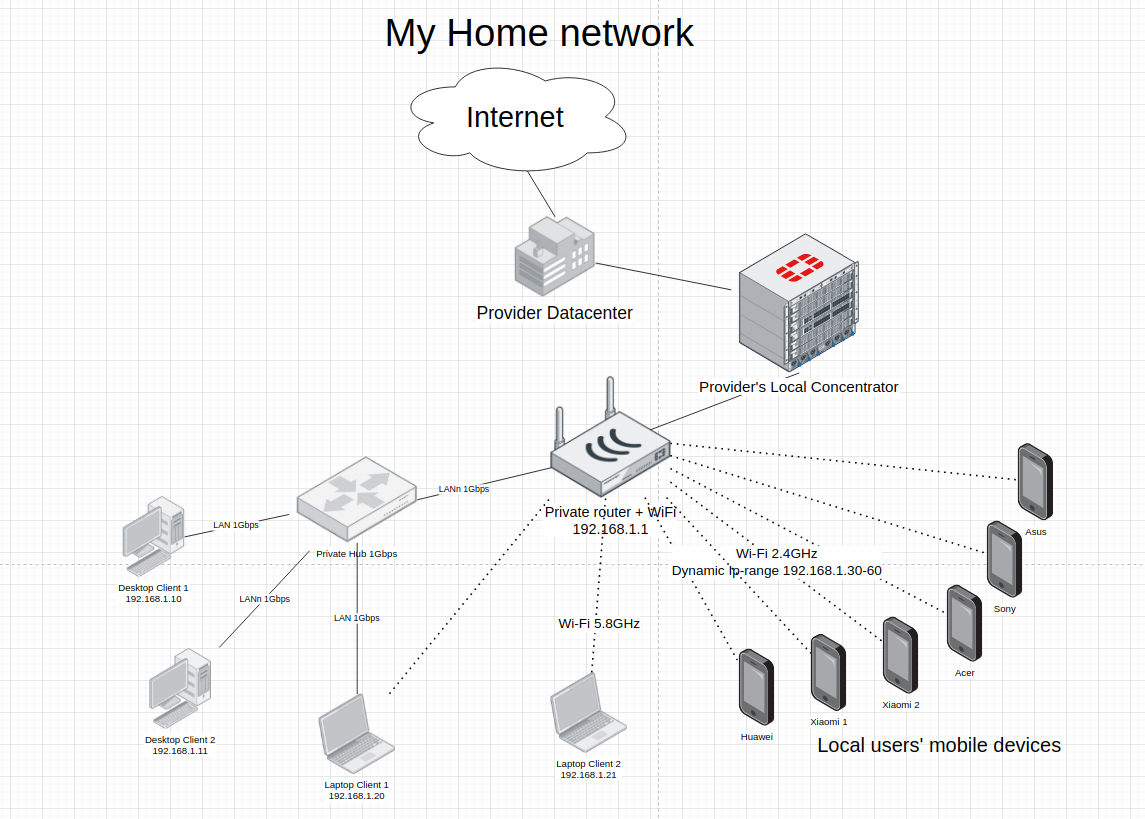 My Home network
Internet
Provider Datacenter
Provider's Local Concentrator
LANn 1Gbps
Private router + WiFi
192.168.1.1
LAN 1Gbps
Private Hub 1Gbps
Asus
Wi-Fi 2.4GHz
Dynamic Ip-range 192.168.1.30-60
Desktop Client 1
192.168.1.10
LANn 1Gbps
Sony
LAN 1Gbps
Wi-Fi 5.8GHz
Acer
Xiaomi 2
Xiaomi 1
Huawei
Desktop Client 2
192.168.1.11
Local users' mobile devices
Laptop Client 2
192.168.1.21
Laptop Client 1
192.168.1.20